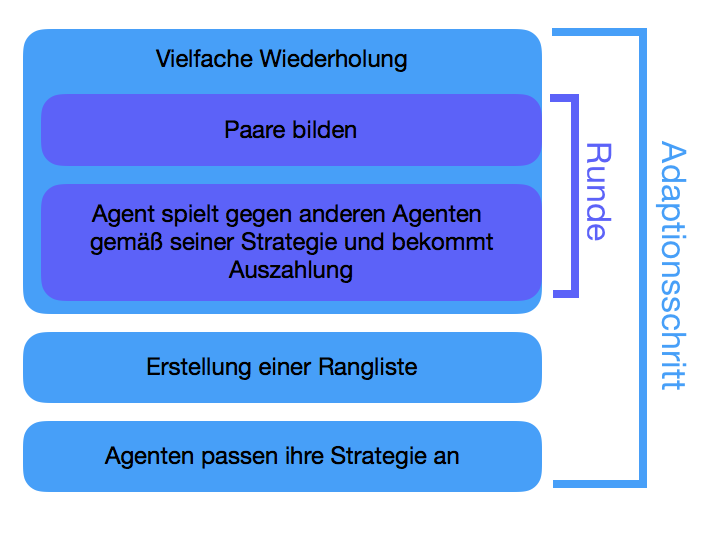 Vielfache Wiederholung
Paare bilden
Agent spielt gegen anderen Agenten
gemäß seiner Strategie und bekommt
Auszahlung
Erstellung einer Rangliste
Agenten passen ihre Strategie an
Runde
Adaptionsschritt